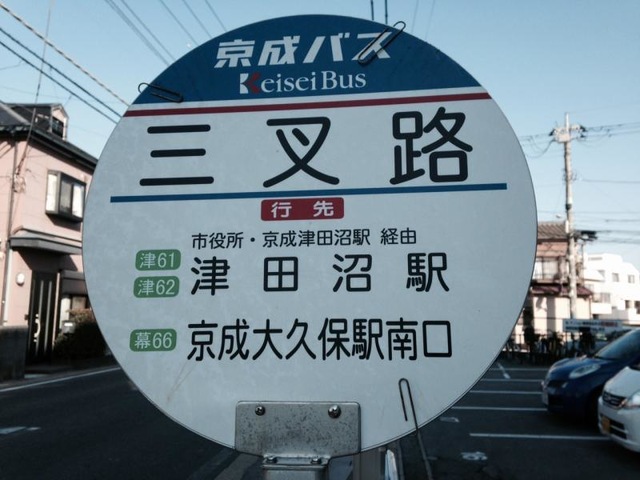 京成バス
KeiseiBus
三叉路
行先
市役所・京成津田沼駅 経由
津61
津62
津田沼駅
幕66
京成大久保駅南口